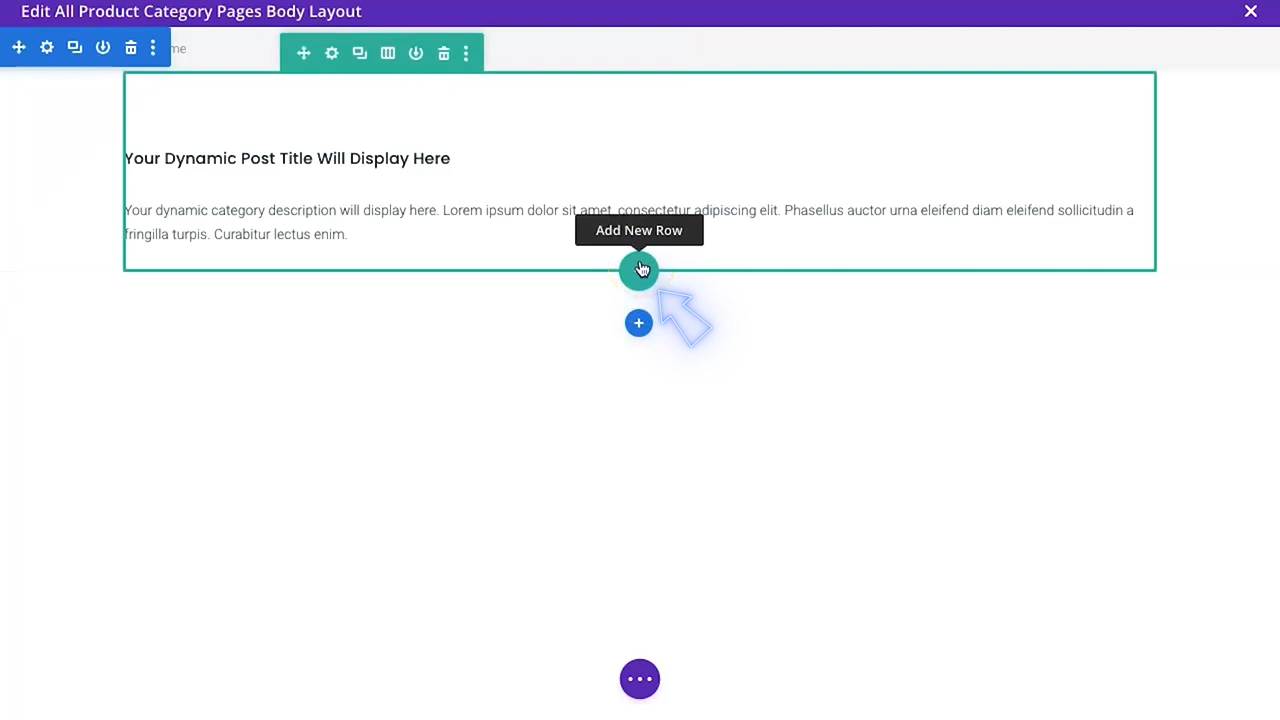 Edit All Product Category Pages Body Layout
me
Your Dynamic Post Title Will Display Here
Your dynamic category description will display here. Lorem ipsum dolor sit amet, consectetur adipiscing elit. Phasellus auctor urna eleifend diam eleifend sollicitudin a
fringilla turpis. Curabitur lectus enim.
Add New Row